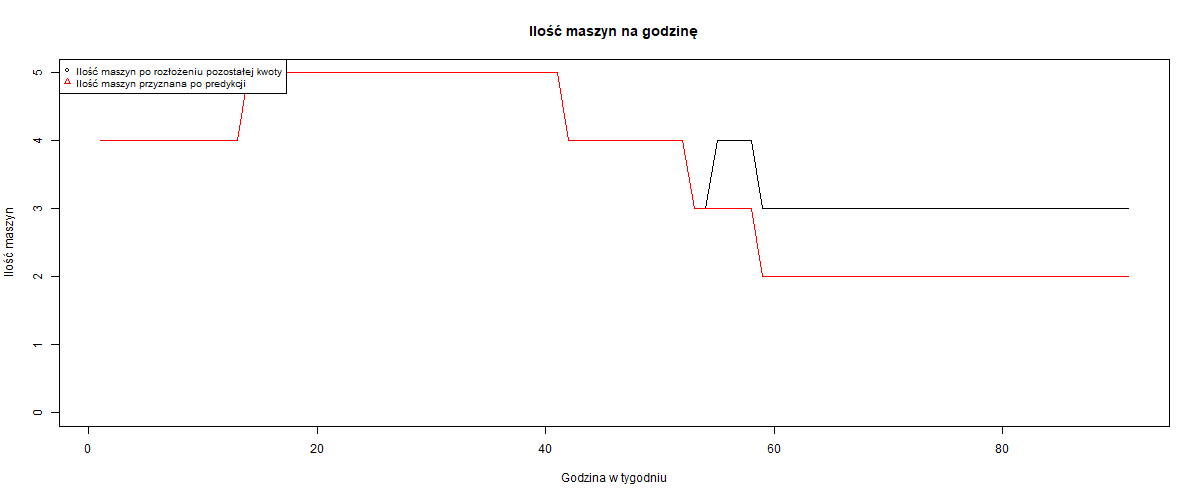 Ilość maszyn na godzinę
Ilość maszyn po rozłożeniu pozostałej kwoty
Ilość maszyn przyznana po predykcji
5
4
3
2
1
0
Ilość maszyn
0 20 40 60 80
Godzina w tygodniu